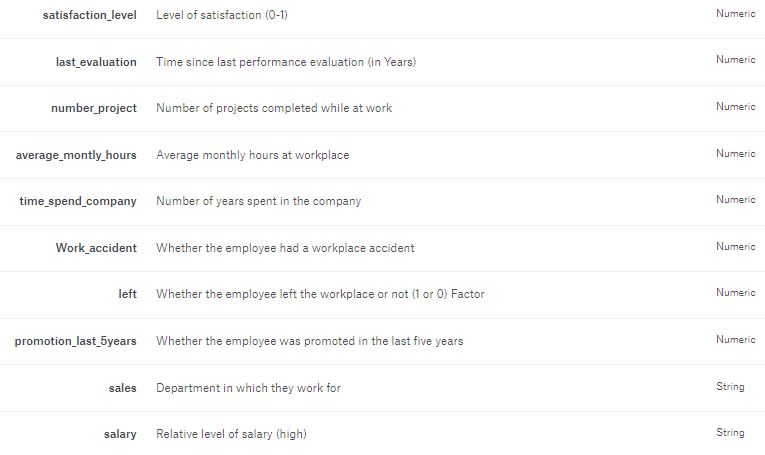 satisfaction_level Level of satisfaction (0-1) Numeric
last_evaluation Time since last performance evaluation (in Years) Numeric
number_project Number of projects completed while at work Numeric
average_montly_hours Average monthly hours at workplace Numeric
time_spend_company Number of years spent in the company Numeric
Work_accident Whether the employee had a workplace accident Numeric
left Whether the employee left the workplace or not (1 or 0) Factor Numeric
promotion_last_5years Whether the employee was promoted in the last five years Numeric
sales Department in which they work for String
salary Relative level of salary (high) String